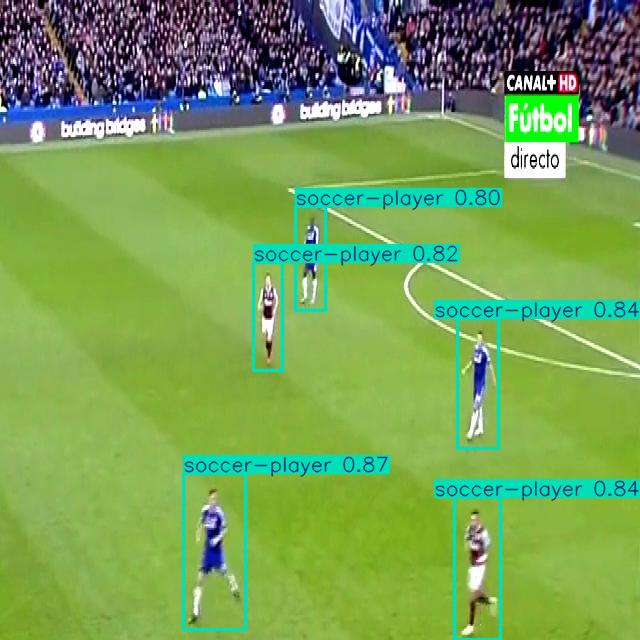 CANAL+ HD
Fútbol
directo
building bridges
building bridges
soccer-player 0.80
soccer-player 0.82
soccer-player 0.84
soccer-player 0.87
soccer-player 0.84